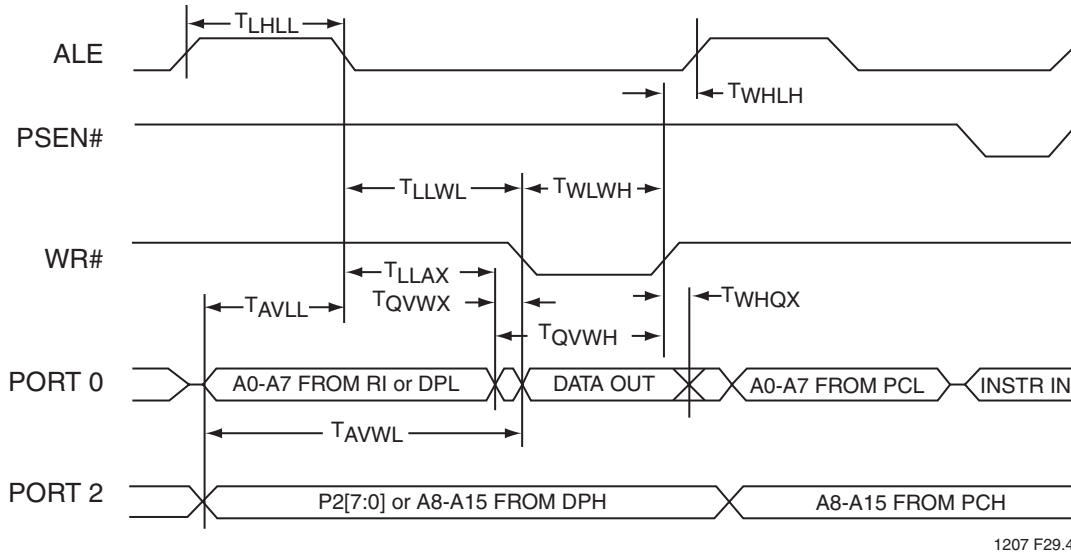 TLHLL
ALE
TWHLH
PSEN#
TLLWL
TWLWH
WR#
TLLAX
TAVLL
TQVWX
TWHQX
TQVWH
PORT 0
A0-A7 FROM RI or DPL
DATA OUT
A0-A7 FROM PCL
INSTR IN
TAVWL
PORT 2
P2[7:0] or A8-A15 FROM DPH
A8-A15 FROM PCH
1207 F29.4